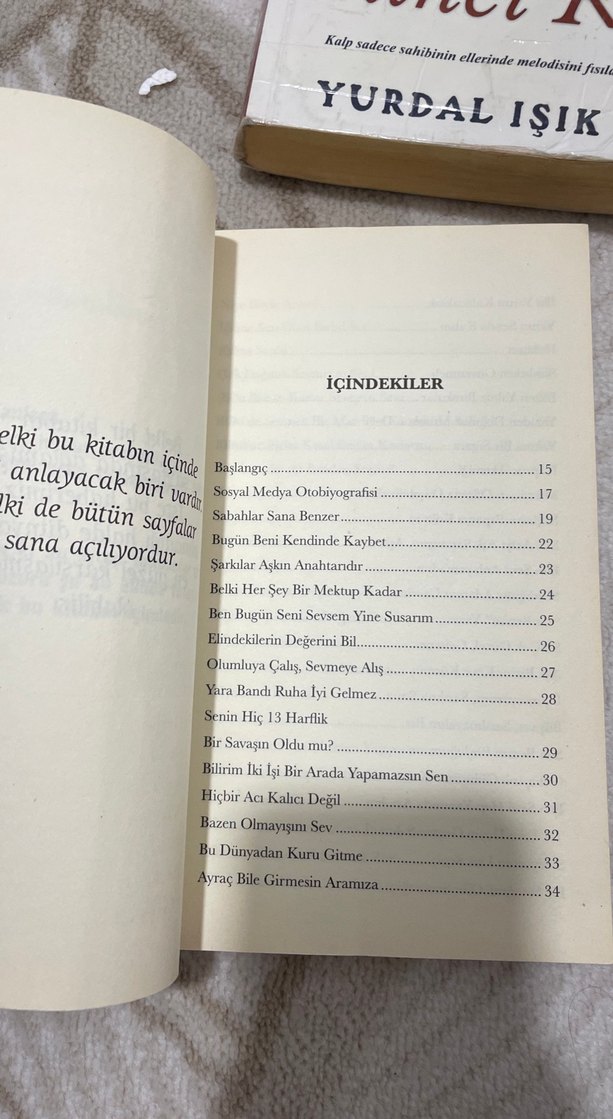 Kalp sadece sahibinin ellerinde melodisini
YURDAL IŞIK
bu kitabın içinde
anlayacak biri vardır
de bütün sayfalar
sana açılıyordur.
İÇİNDEKİLER
Başlangıç ........ 15
Sosyal Medya Otobiyografisi ........ 17
Sabahlar Sana Benzer ........ 19
Bugün Beni Kendinde Kaybet ........ 22
Şarkılar Aşkın Anahtarıdır ........ 23
Belki Her Şey Bir Mektup Kadar ........ 24
Ben Bugün Seni Sevsem Yine Susarım ........ 25
Elindekilerin Değerini Bil ........ 26
Olumluya Çalış, Sevmeye Alış ........ 27
Yara Bandı Ruha İyi Gelmez ........ 28
Senin Hiç 13 Harflik
Bir Savaşın Oldu mu? ........ 29
Bilirim İki İşi Bir Arada Yapamazsın Sen ........ 30
Hiçbir Acı Kalıcı Değil ........ 31
Bazen Olmayışını Sev ........ 32
Bu Dünyadan Kuru Gitme ........ 33
Ayraç Bile Girmesin Aramıza ........ 34